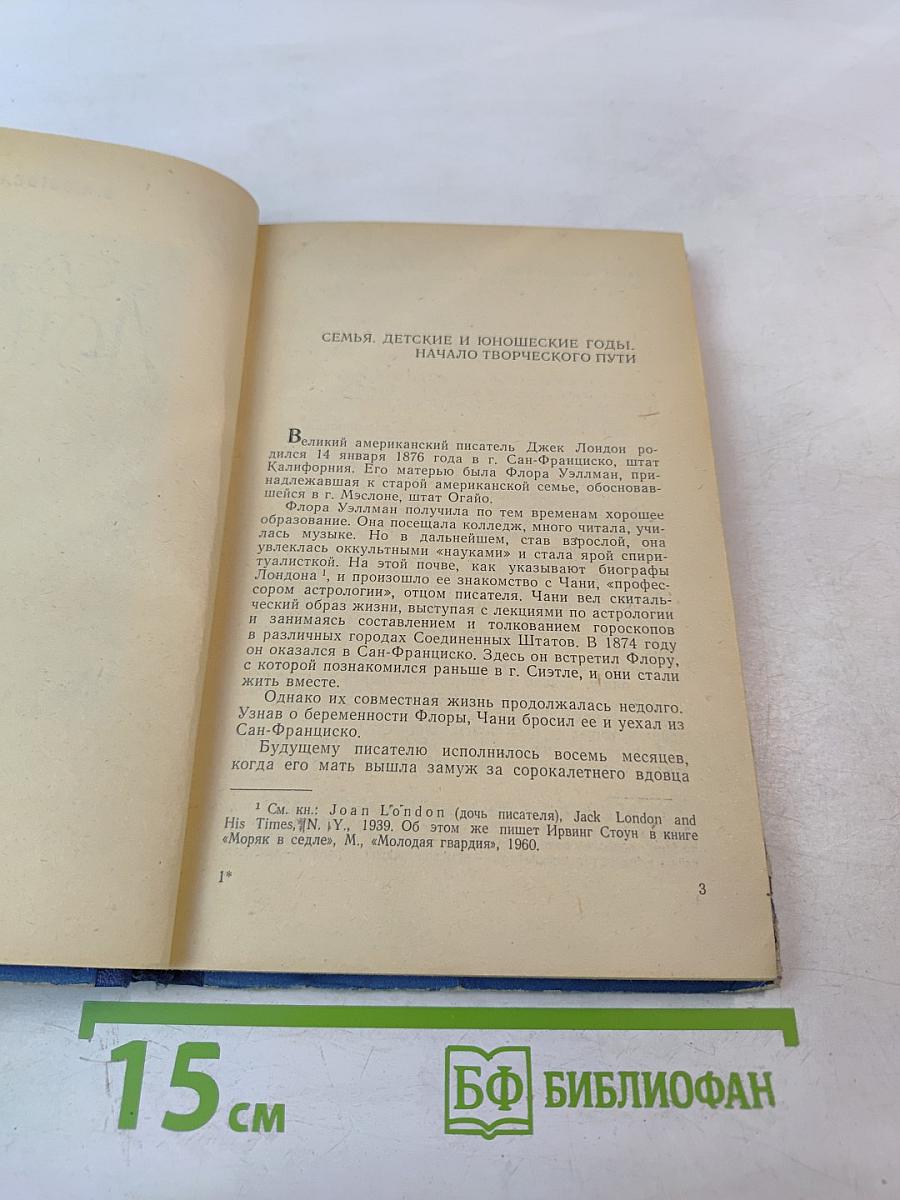 СЕМЬЯ. ДЕТСКИЕ И ЮНОШЕСКИЕ ГОДЫ.
НАЧАЛО ТВОРЧЕСКОГО ПУТИ
Великий американский писатель Джек Лондон ро-
дился 14 января 1876 года в г. Сан-Франциско, штат
Калифорния. Его матерью была Флора Уэллман, при-
надлежавшая к старой американской семье, обосновав-
шейся в г. Мэслоне, штат Огайо.
Флора Уэллман получила по тем временам хорошее
образование. Она посещала колледж, много читала, учи-
лась музыке. Но в дальнейшем, став взрослой, она
увлеклась оккультными «науками» и стала ярой спири-
туалисткой. На этой почве, как указывают биографы
Лондона ¹, и произошло ее знакомство с Чани, «профес-
сором астрологии», отцом писателя. Чани вел скиталь-
ческий образ жизни, выступая с лекциями по астрологии
и занимаясь составлением и толкованием гороскопов
в различных городах Соединенных Штатов. В 1874 году
он оказался в Сан-Франциско. Здесь он встретил Флору,
с которой познакомился раньше в г. Сиэтле, и они стали
жить вместе.
Однако их совместная жизнь продолжалась недолго.
Узнав о беременности Флоры, Чани бросил ее и уехал из
Сан-Франциско.
Будущему писателю исполнилось восемь месяцев,
когда его мать вышла замуж за сорокалетнего вдовца
¹ См. кн.: Joan London (дочь писателя), Jack London and
His Times, N. Y., 1939. Об этом же пишет Ирвинг Стоун в книге
«Моряк в седле», М., «Молодая гвардия», 1960.
1*
3
15 см
БФ БИБЛИОФАН